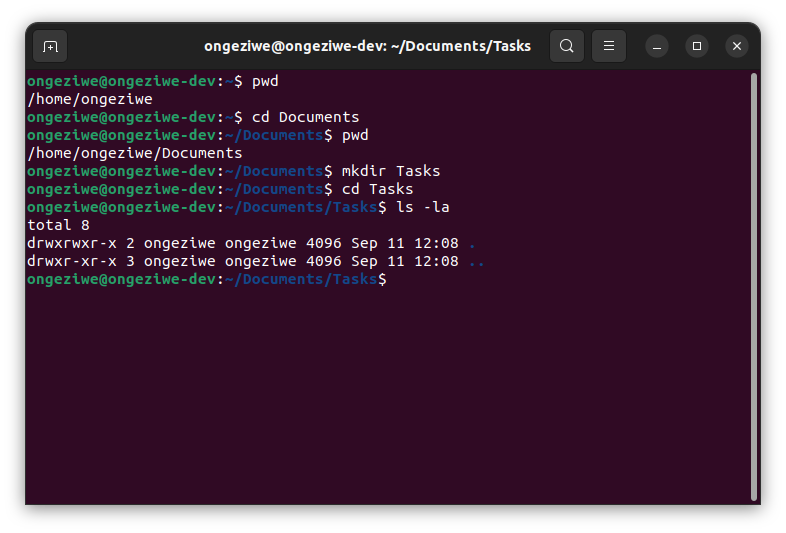 ongeziwe@ongeziwe-dev: ~/Documents/Tasks
ongeziwe@ongeziwe-dev:~$ pwd
/home/ongeziwe
ongeziwe@ongeziwe-dev:~$ cd Documents
ongeziwe@ongeziwe-dev:~/Documents$ pwd
/home/ongeziwe/Documents
ongeziwe@ongeziwe-dev:~/Documents$ mkdir Tasks
ongeziwe@ongeziwe-dev:~/Documents$ cd Tasks
ongeziwe@ongeziwe-dev:~/Documents/Tasks$ ls -la
total 8
drwxrwxr-x 2 ongeziwe ongeziwe 4096 Sep 11 12:08 .
drwxr-xr-x 3 ongeziwe ongeziwe 4096 Sep 11 12:08 ..
ongeziwe@ongeziwe-dev:~/Documents/Tasks$